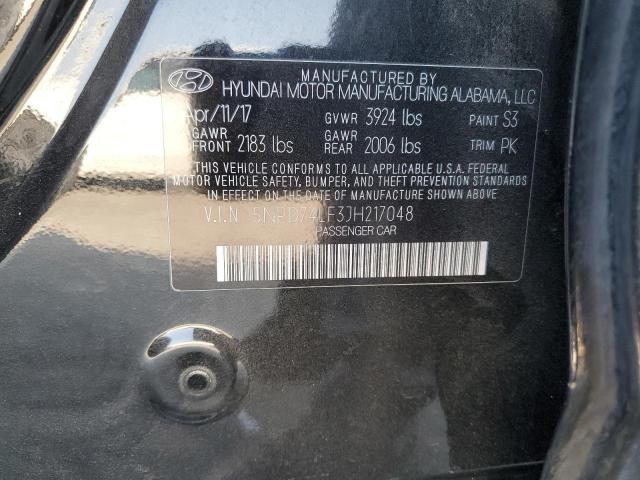 MANUFACTURED BY
HYUNDAI MOTOR MANUFACTURING ALABAMA, LLC
Apr/11/17 GVWR 3924 lbs PAINT S3
GAWR FRONT 2183 lbs GAWR REAR 2006 lbs TRIM PK
THIS VEHICLE CONFORMS TO ALL APPLICABLE U.S.A. FEDERAL
MOTOR VEHICLE SAFETY, BUMPER, AND THEFT PREVENTION
STANDARDS IN EFFECT ON THE DATE OF MANUFACTURE SHOWN
ABOVE.
V.I.N 5NPD74LF3JH217048
PASSENGER CAR